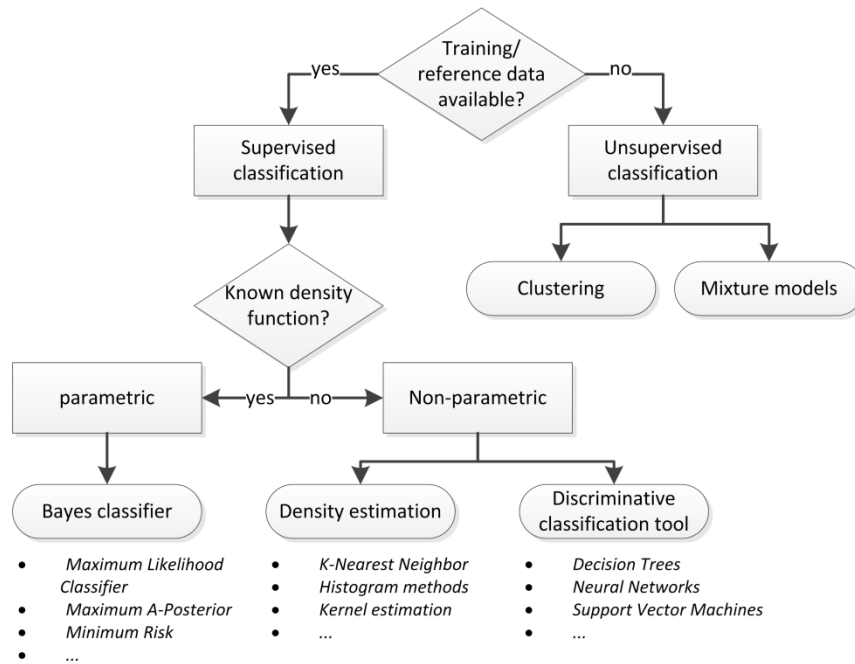 Training/
reference data
available?
yes
no
Supervised
classification
Unsupervised
classification
Clustering
Mixture models
Known density
function?
parametric
yes
no
Non-parametric
Bayes classifier
Density estimation
Discriminative
classification tool
• Maximum Likelihood
Classifier
• Maximum A-Posterior
• Minimum Risk
• ...
• K-Nearest Neighbor
• Histogram methods
• Kernel estimation
• ...
• Decision Trees
• Neural Networks
• Support Vector Machines
• ...